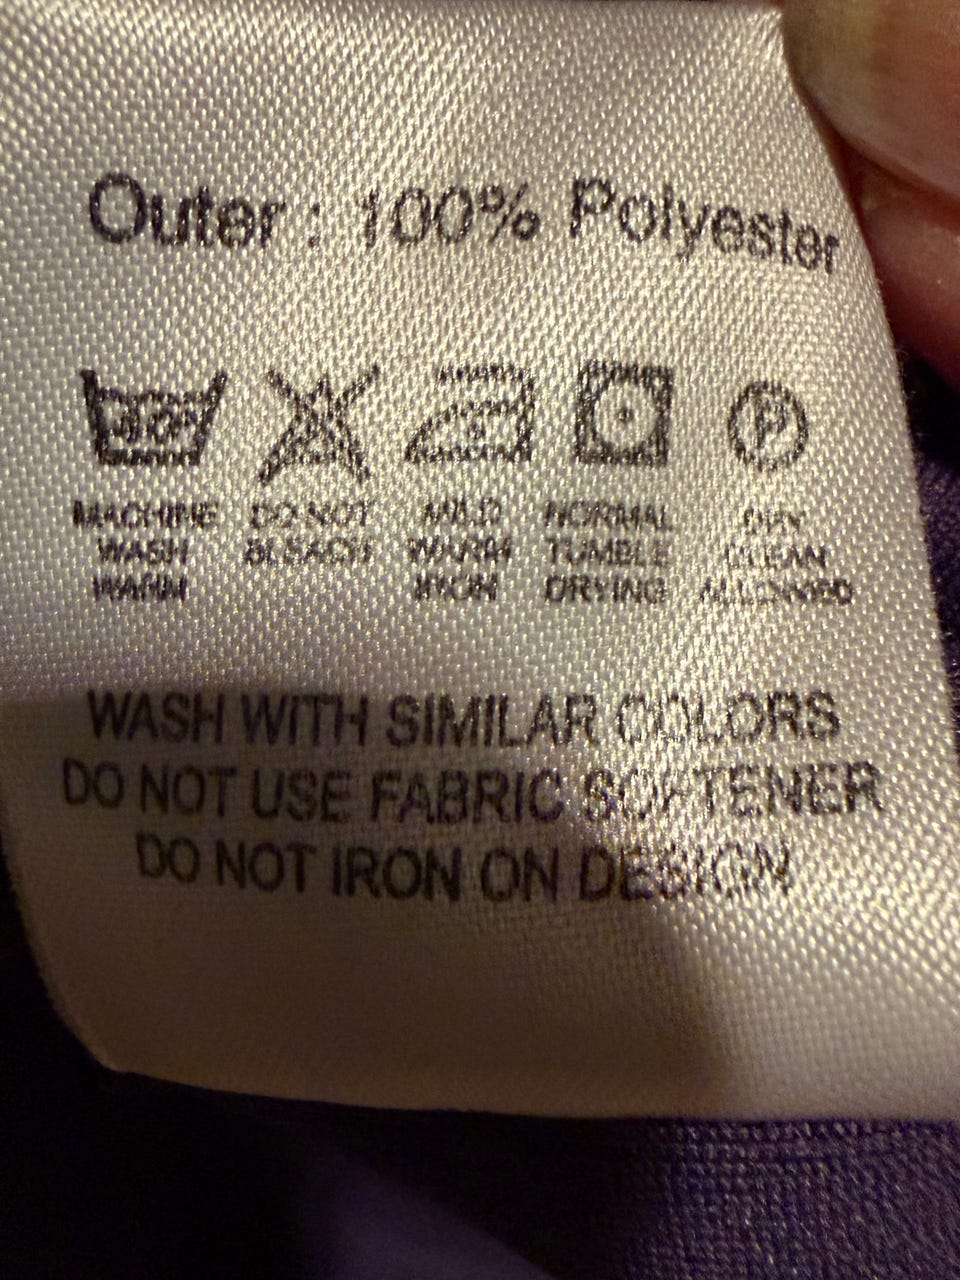 Outer : 100% Polyester
P
MACHINE WASH WARM
DO NOT BLEACH
MILD WARM IRON
NORMAL TUMBLE DRYING
DRY CLEAN ALLOWED
WASH WITH SIMILAR COLORS
DO NOT USE FABRIC SOFTENER
DO NOT IRON ON DESIGN